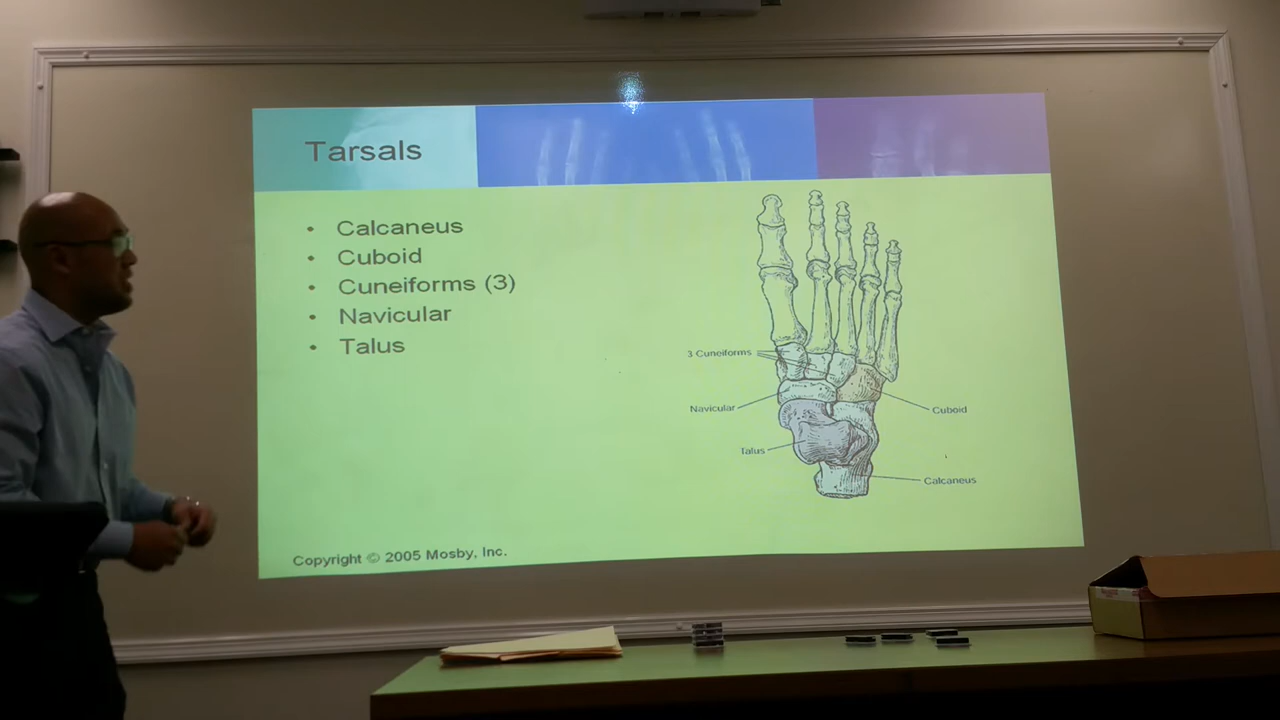 Tarsals
• Calcaneus
• Cuboid
• Cuneiforms (3)
• Navicular
• Talus
3 Cuneiforms
Navicular
Cuboid
Talus
Calcaneus
Copyright © 2005 Mosby, Inc.